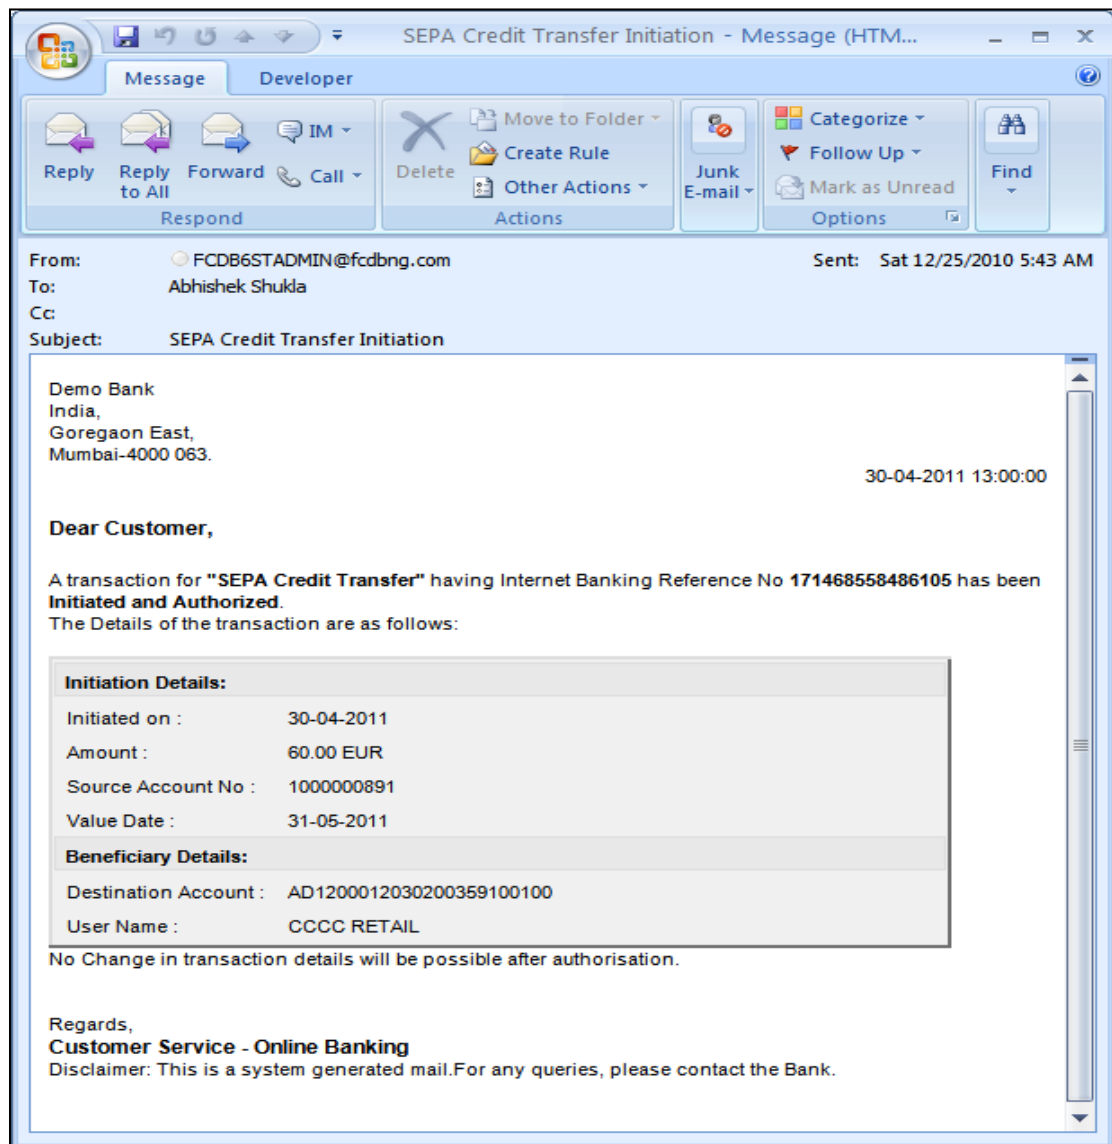 SEPA Credit Transfer Initiation - Message (HTM...
Message Developer
Reply
Reply to All
Forward
IM
Call
Respond
Delete
Move to Folder
Create Rule
Other Actions
Actions
Junk E-mail
Categorize
Follow Up
Mark as Unread
Options
Find
From: FCDB6STADMIN@fcdbng.com Sent: Sat 12/25/2010 5:43 AM
To: Abhishek Shukla
Cc:
Subject: SEPA Credit Transfer Initiation
Demo Bank
India,
Goregaon East,
Mumbai-4000 063.
30-04-2011 13:00:00
Dear Customer,
A transaction for "SEPA Credit Transfer" having Internet Banking Reference No 171468558486105 has been
Initiated and Authorized.
The Details of the transaction are as follows:
Initiation Details:
Initiated on : 30-04-2011
Amount : 60.00 EUR
Source Account No : 1000000891
Value Date : 31-05-2011
Beneficiary Details:
Destination Account : AD1200012030200359100100
User Name : CCCC RETAIL
No Change in transaction details will be possible after authorisation.
Regards,
Customer Service - Online Banking
Disclaimer: This is a system generated mail.For any queries, please contact the Bank.